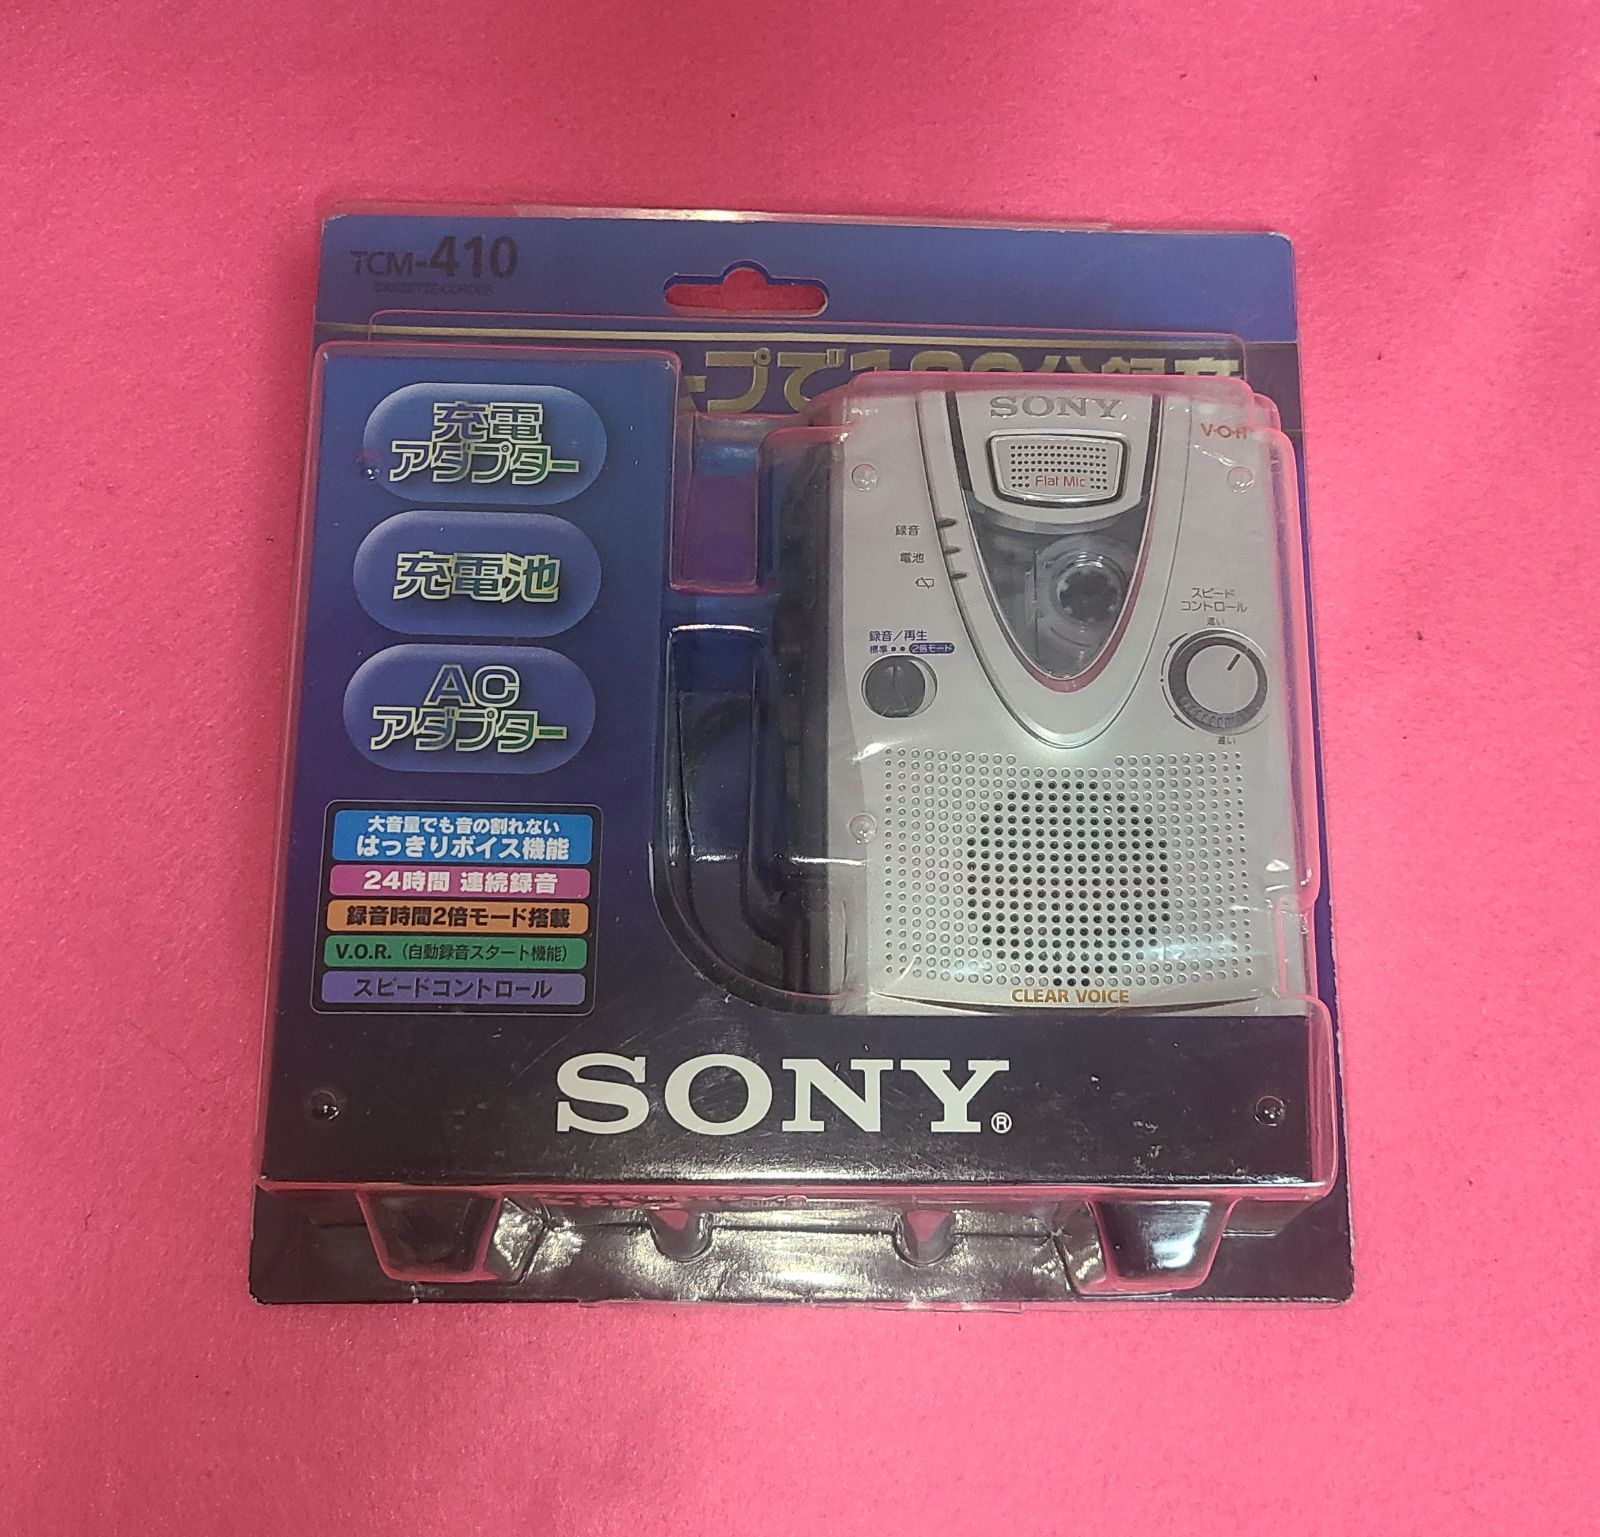 TCM-410
CASSETTE-CORDER
充電
アダプター
充電池
AC
アダプター
大音量でも音の割れない
はっきりボイス機能
24時間 連続録音
録音時間2倍モード搭載
V.O.R.（自動録音スタート機能）
スピードコントロール
SONY
V・O・R
Flat Mic
録音
電池
録音／再生
標準 2倍モード
スピード
コントロール
速い
遅い
CLEAR VOICE
SONY®